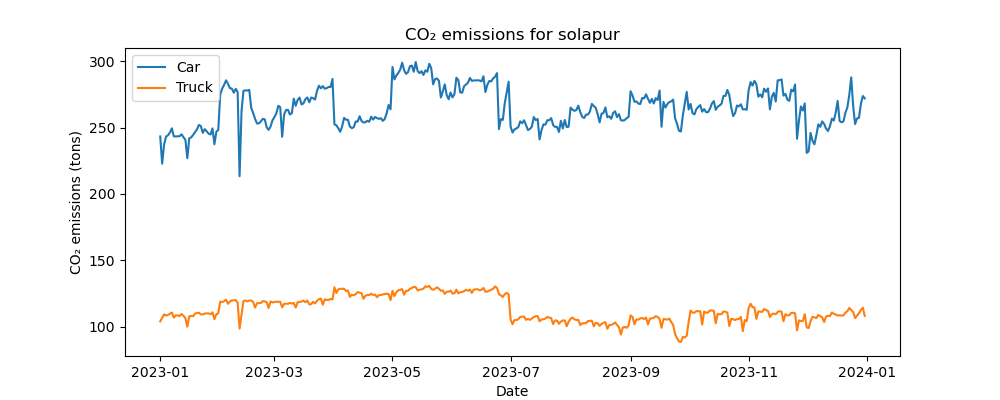 CO₂ emissions for solapur
Car
Truck
CO₂ emissions (tons)
300
250
200
150
100
2023-01
2023-03
2023-05
2023-07
2023-09
2023-11
2024-01
Date